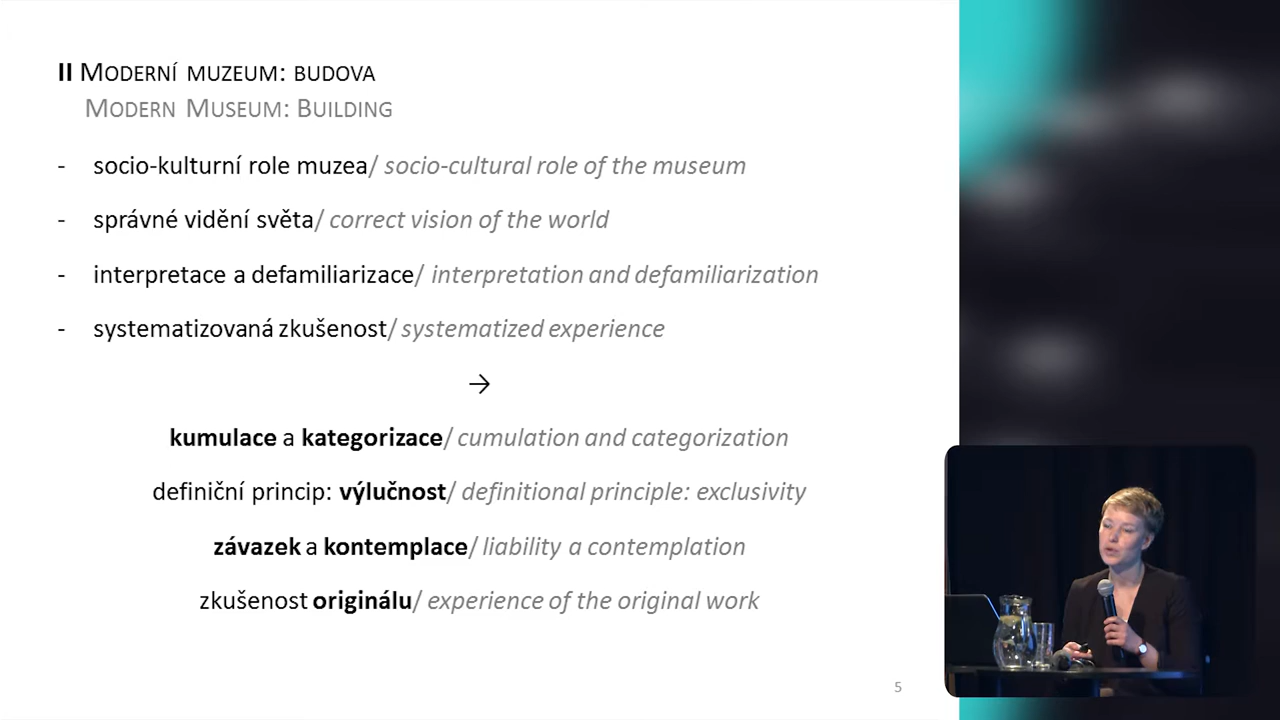 II Moderní muzeum: budova
Modern Museum: Building
- socio-kulturní role muzea/ socio-cultural role of the museum
- správné vidění světa/ correct vision of the world
- interpretace a defamiliarizace/ interpretation and defamiliarization
- systematizovaná zkušenost/ systematized experience
→
kumulace a kategorizace/ cumulation and categorization
definiční princip: výlučnost/ definitional principle: exclusivity
závazek a kontemplace/ liability a contemplation
zkušenost originálu/ experience of the original work
5